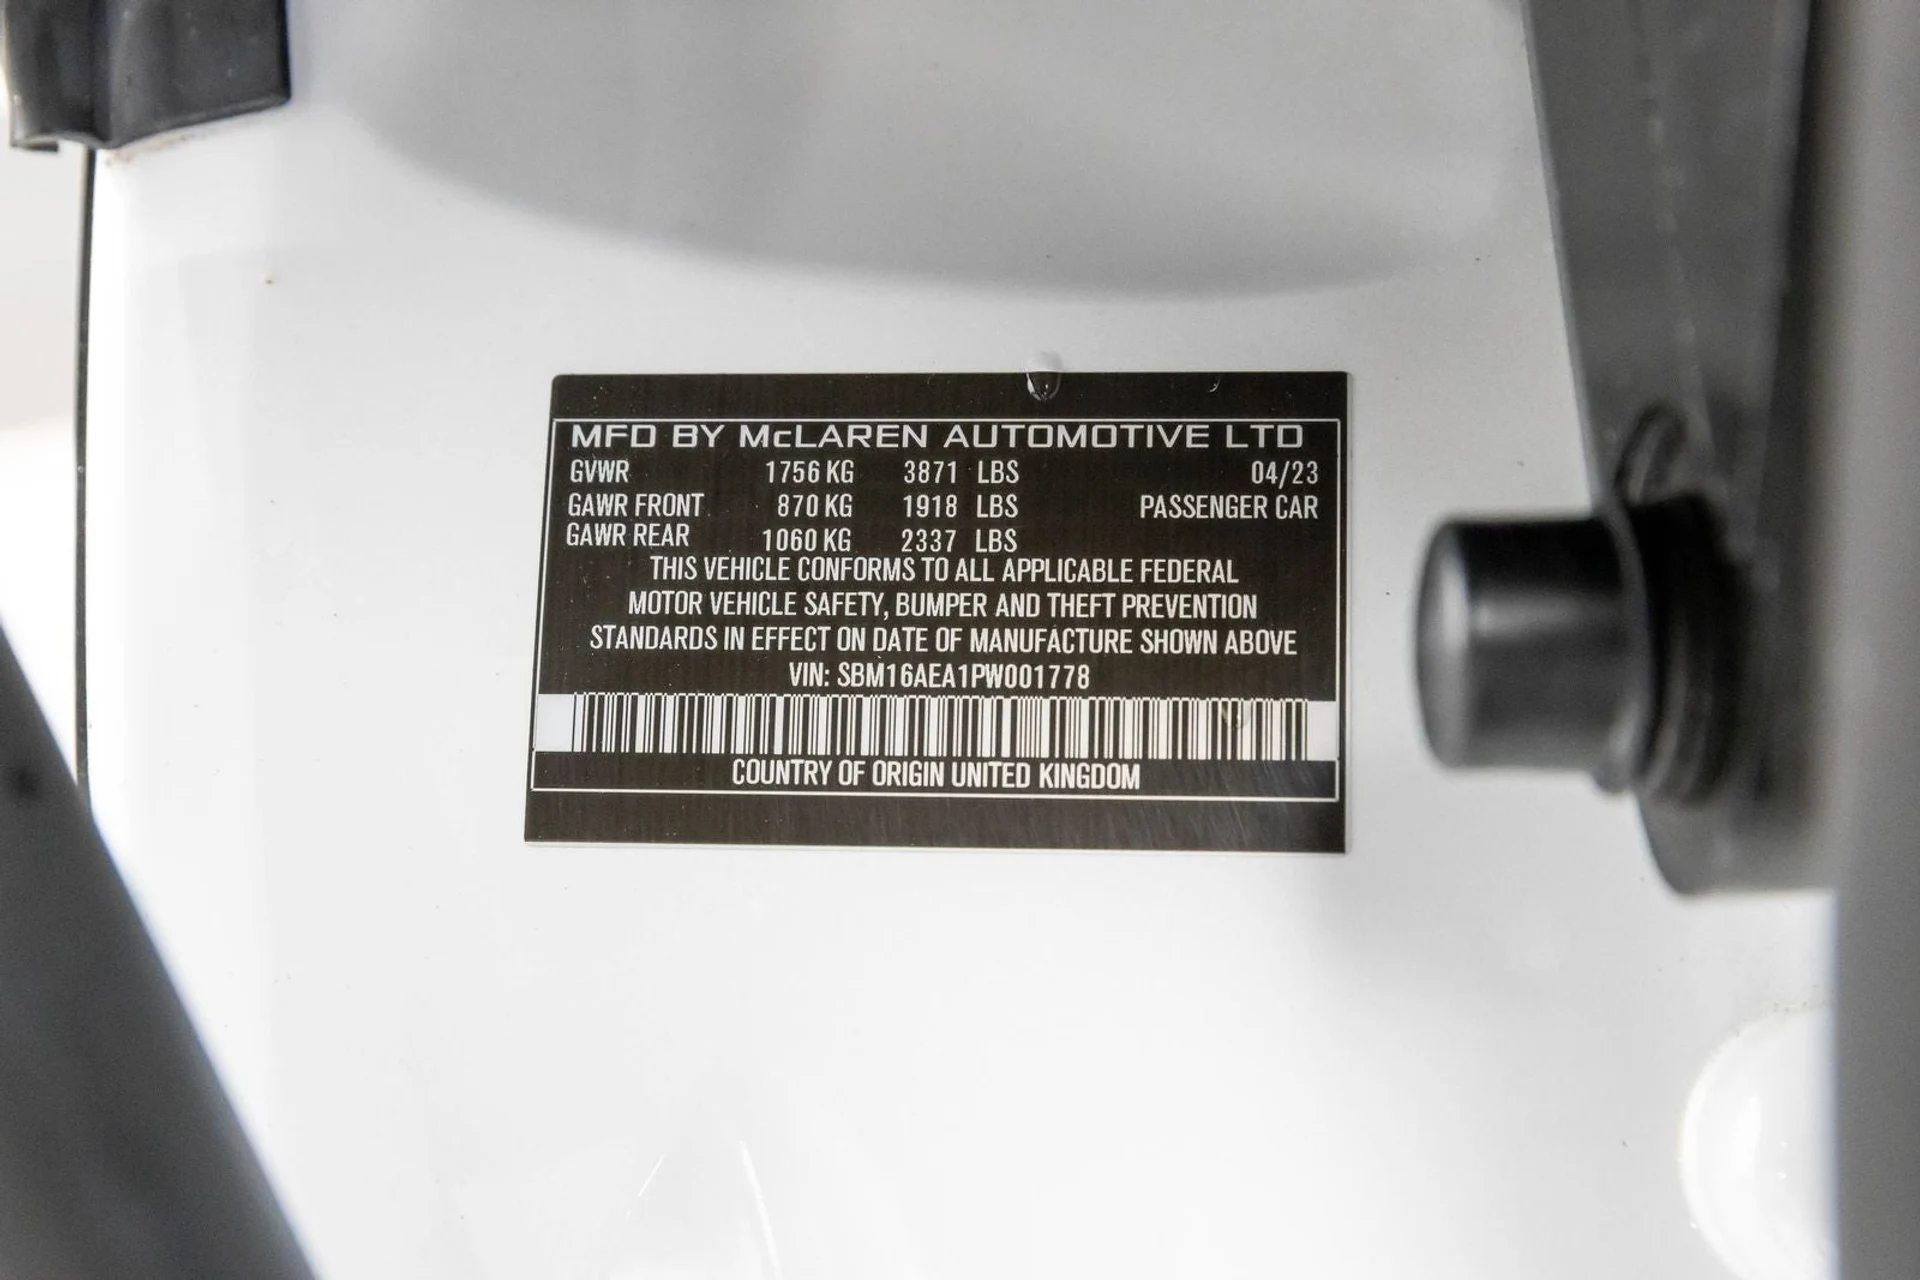 MFD BY McLAREN AUTOMOTIVE LTD
GVWR 1756 KG 3871 LBS 04/23
GAWR FRONT 870 KG 1918 LBS PASSENGER CAR
GAWR REAR 1060 KG 2337 LBS
THIS VEHICLE CONFORMS TO ALL APPLICABLE FEDERAL
MOTOR VEHICLE SAFETY, BUMPER AND THEFT PREVENTION
STANDARDS IN EFFECT ON DATE OF MANUFACTURE SHOWN ABOVE
VIN: SBM16AEA1PW001778
COUNTRY OF ORIGIN UNITED KINGDOM